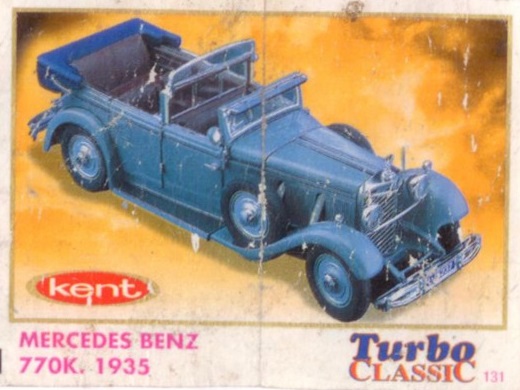 kent
MERCEDES BENZ
770K. 1935
Turbo
CLASSIC 131